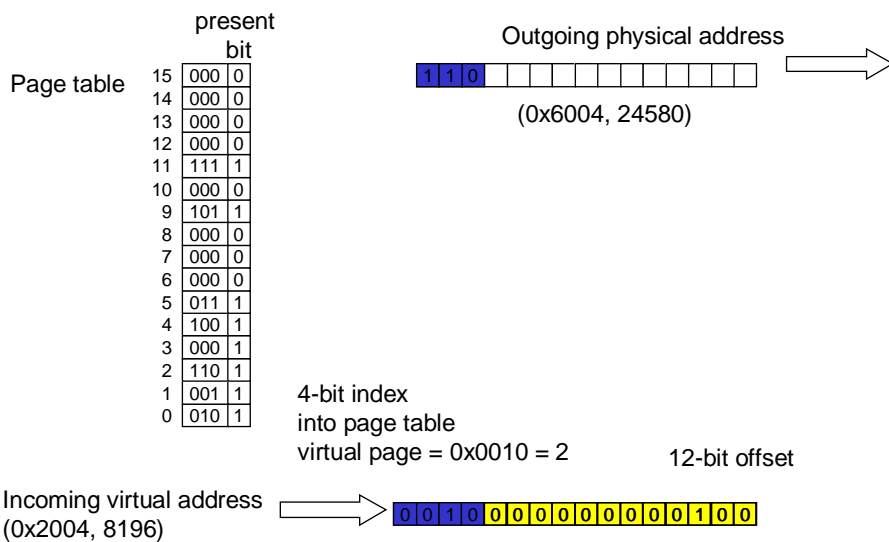 present
bit
Page table
15 000 0
14 000 0
13 000 0
12 000 0
11 111 1
10 000 0
9 101 1
8 000 0
7 000 0
6 000 0
5 011 1
4 100 1
3 000 1
2 110 1
1 001 1
0 010 1
Outgoing physical address
1 1 0
(0x6004, 24580)
4-bit index
into page table
virtual page = 0x0010 = 2
12-bit offset
Incoming virtual address
(0x2004, 8196)
0 0 1 0 0 0 0 0 0 0 0 0 0 1 0 0